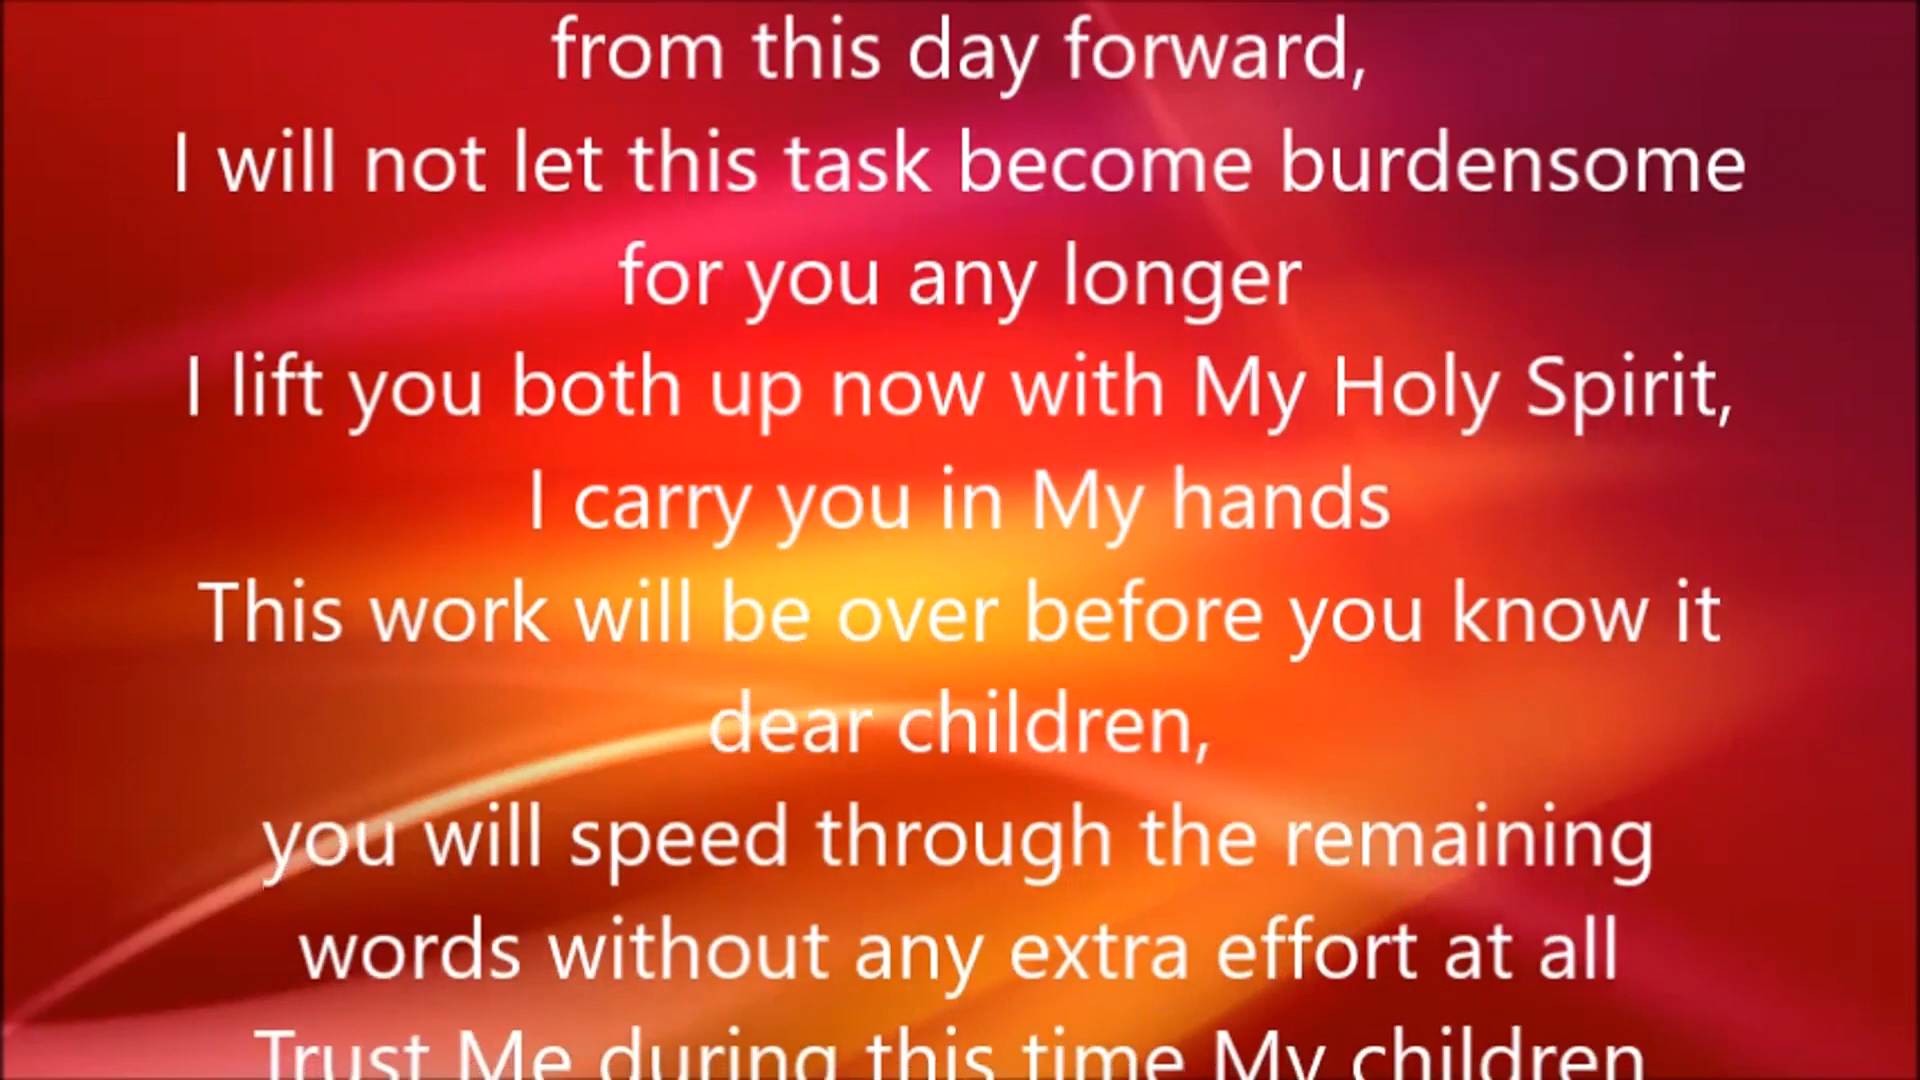 from this day forward,
I will not let this task become burdensome
for you any longer
I lift you both up now with My Holy Spirit,
I carry you in My hands
This work will be over before you know it
dear children,
you will speed through the remaining
words without any extra effort at all
Trust Me during this time My children